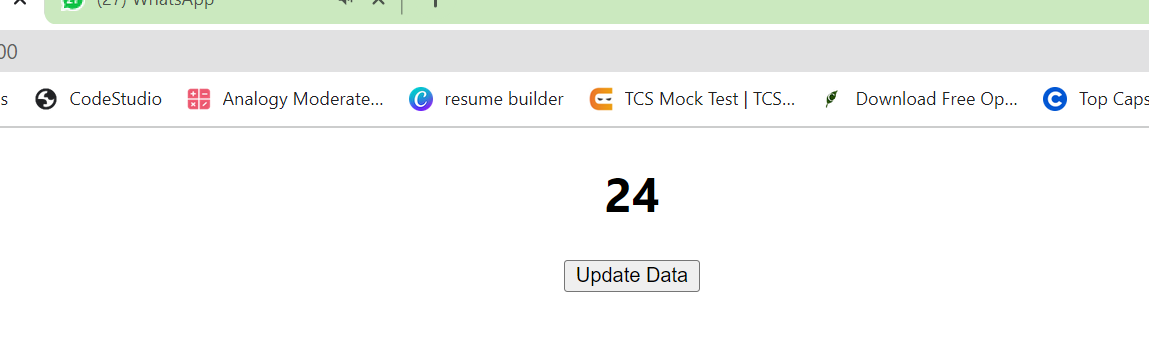 (27) WhatsApp
00
s CodeStudio Analogy Moderate... resume builder TCS Mock Test | TCS... Download Free Op... Top Caps
24
Update Data